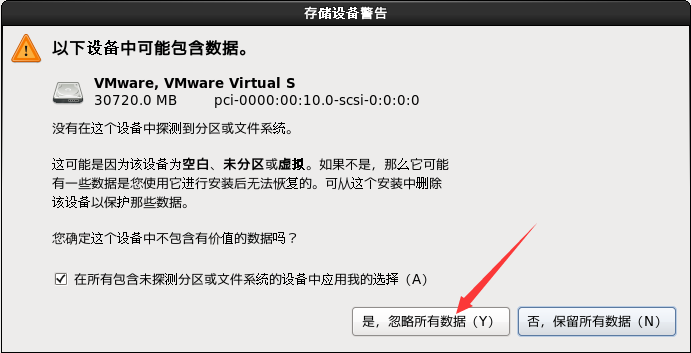 存储设备警告
以下设备中可能包含数据。
VMware, VMware Virtual S
30720.0 MB pci-0000:00:10.0-scsi-0:0:0:0
没有在这个设备中探测到分区或文件系统。
这可能是因为该设备为空白、未分区或虚拟。如果不是，那么它可能
有一些数据是您使用它进行安装后无法恢复的。可从这个安装中删除
该设备以保护那些数据。
您确定这个设备中不包含有价值的数据吗？
在所有包含未探测分区或文件系统的设备中应用我的选择（A）
是，忽略所有数据（Y） 否，保留所有数据（N）